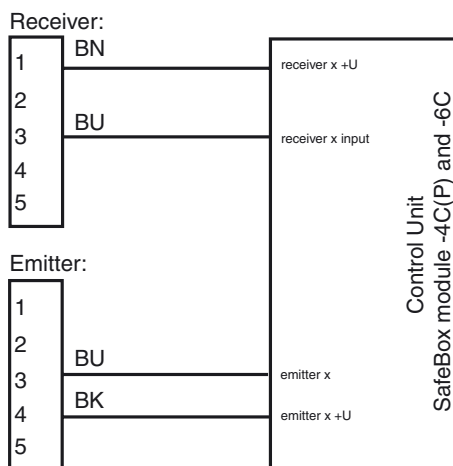 Receiver:
1
BN
receiver x +U
2
3
BU
receiver x input
4
5
Emitter:
1
2
3
BU
emitter x
4
BK
emitter x +U
5
Control Unit
SafeBox module -4C(P) and -6C